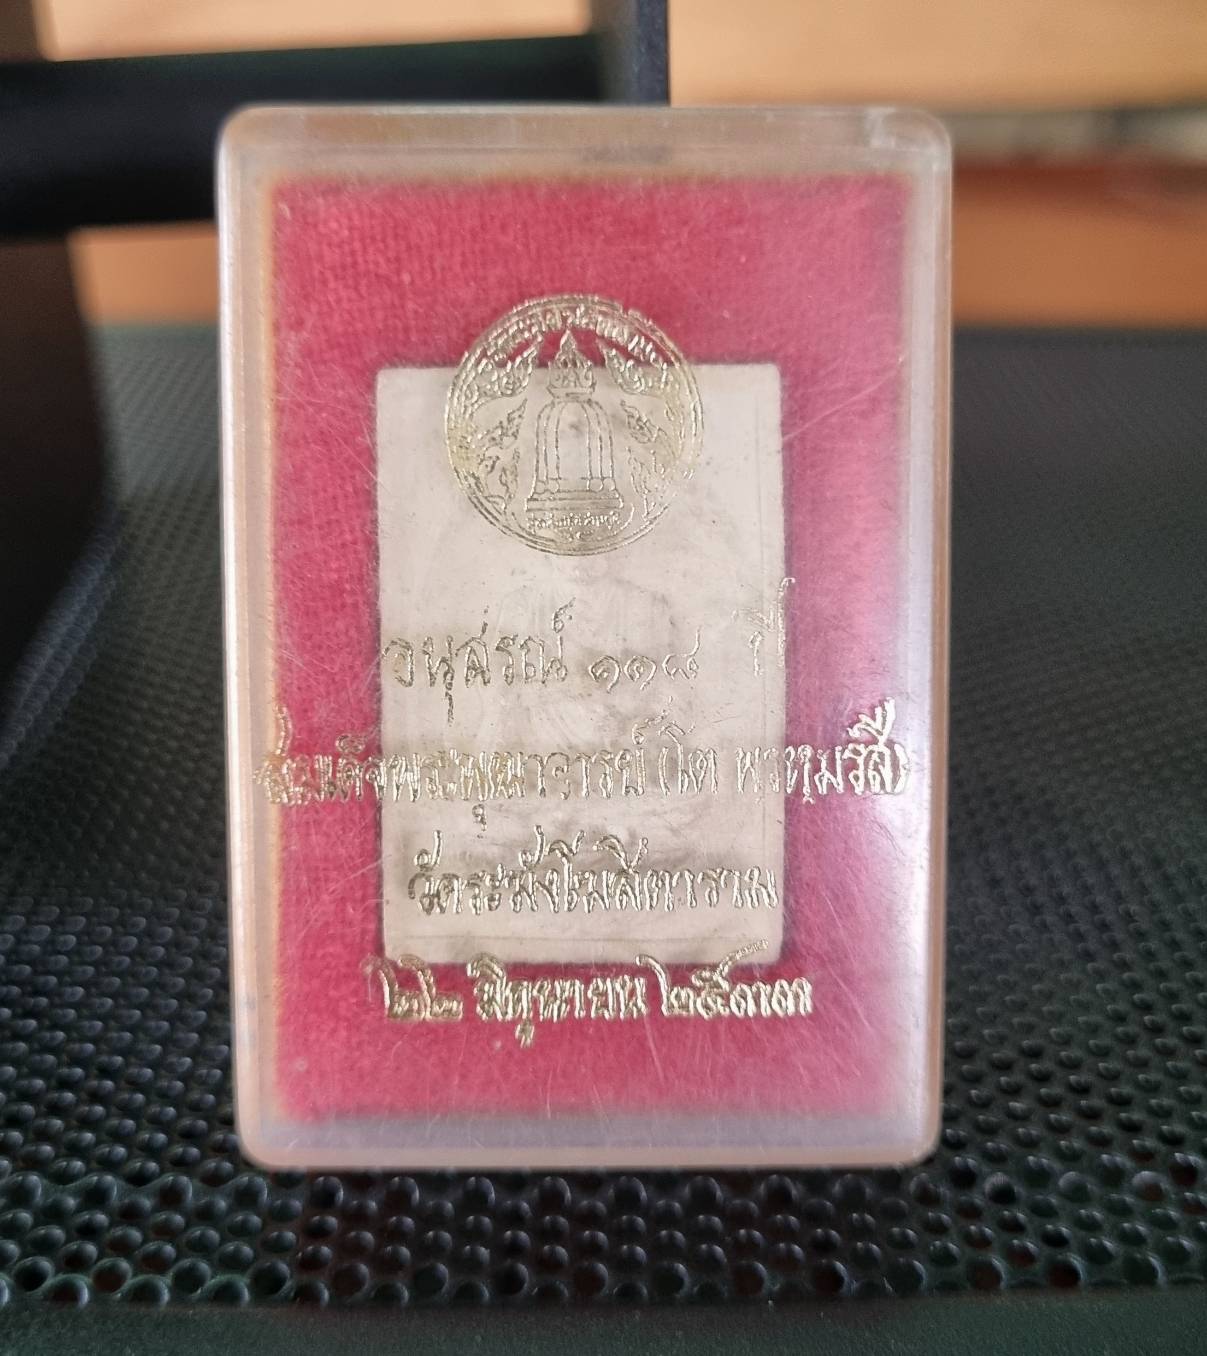 อนุสรณ์ ๑๑๘ ปี
สมเด็จพระพุฒาจารย์ (โต พรหมรังสี)
วัดระฆังโฆสิตาราม
๒๒ มิถุนายน ๒๕๓๓